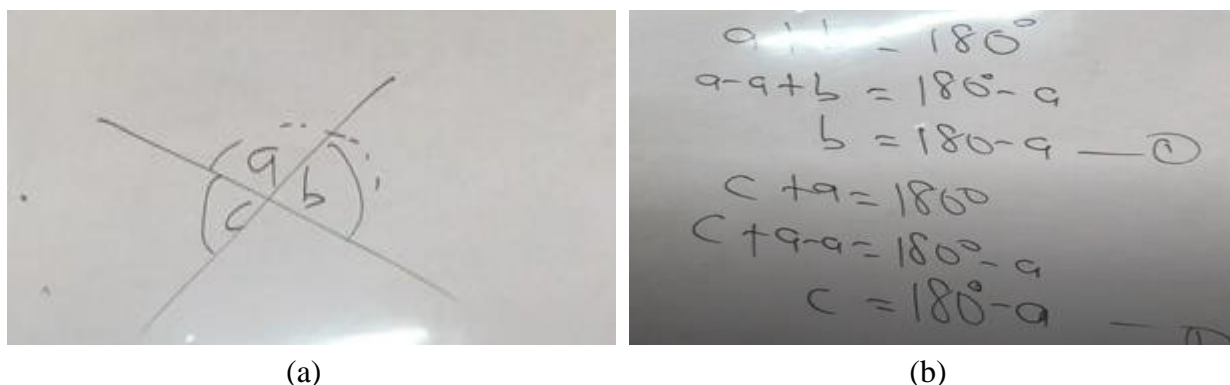 a
b
c
(a)
= 180°
a-a+b = 180°-a
b = 180-a — ①
c +a = 180°
C +a-a = 180°-a
c = 180°-a —
(b)